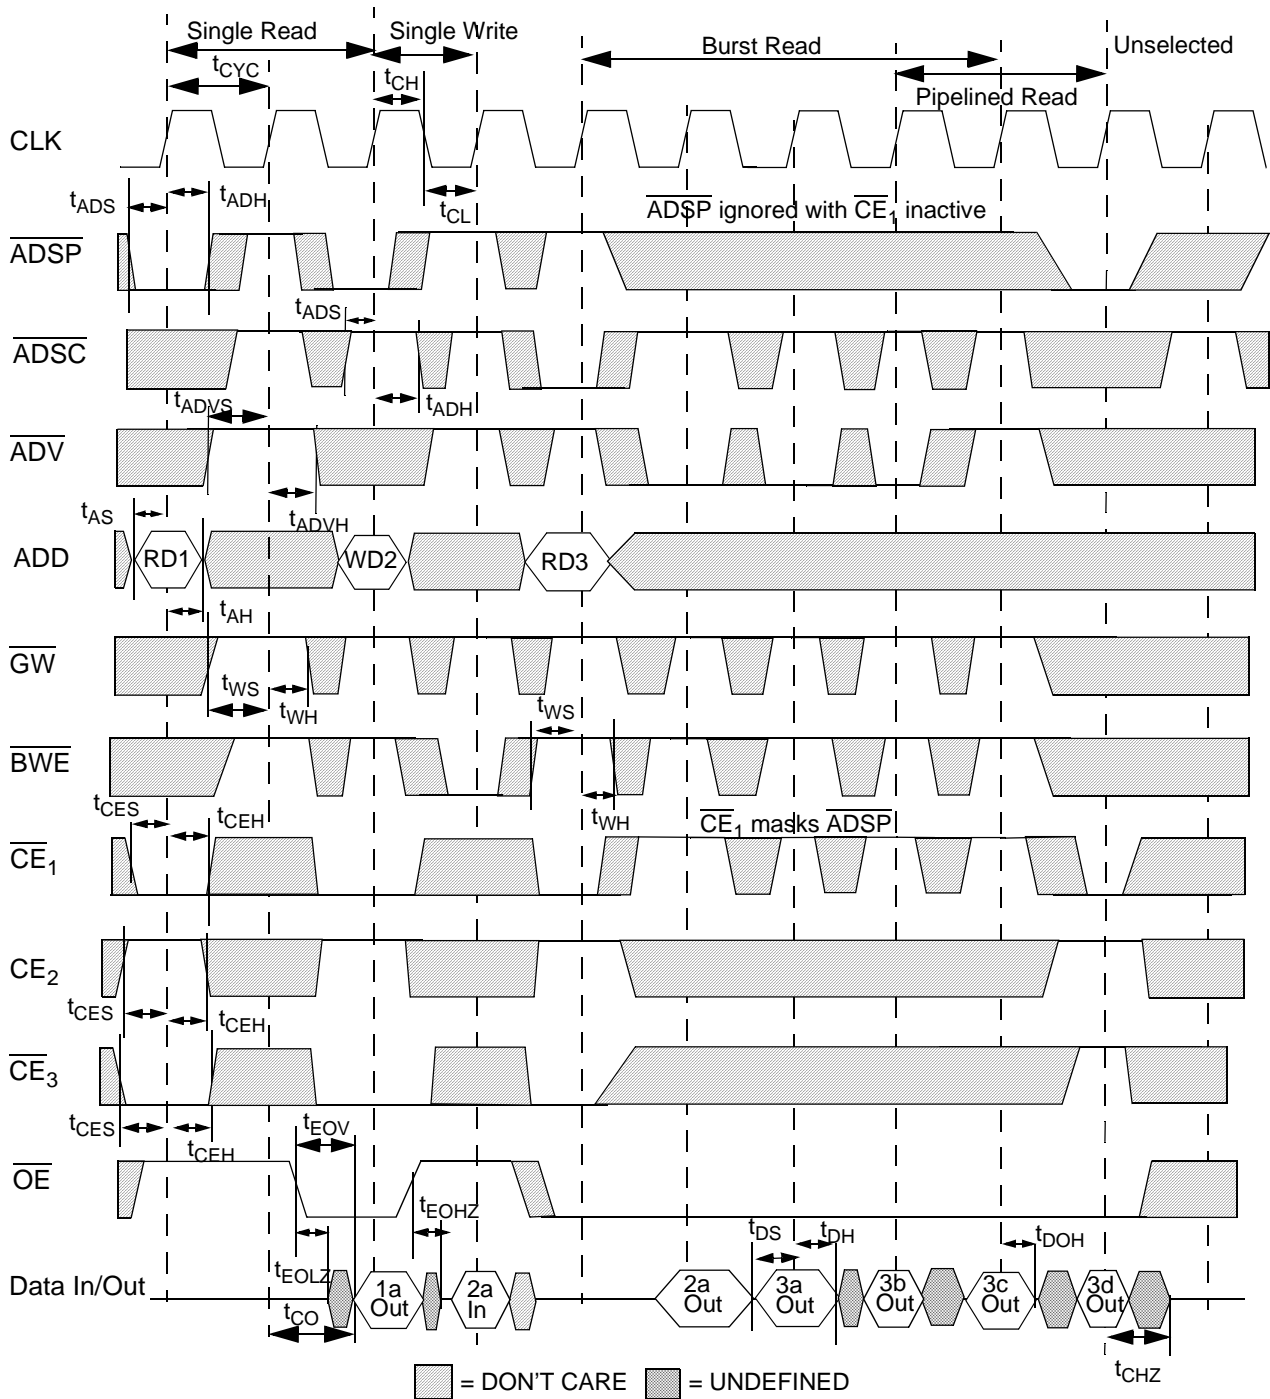 Single Read
Single Write
Burst Read
Unselected
tCYC
tCH
Pipelined Read
CLK
tADS
tADH
tCL
ADSP ignored with CE1 inactive
ADSP
tADS
ADSC
tADVS
tADH
ADV
tAS
tADVH
ADD
RD1
WD2
RD3
tAH
GW
tWS
tWH
tWS
BWE
tCES
tCEH
tWH
CE1 masks ADSP
CE1
CE2
tCES
tCEH
CE3
tCES
tCEH
tEOV
OE
tEOHZ
tDS
tDH
tDOH
tEOLZ
Data In/Out
1a Out
2a In
2a Out
3a Out
3b Out
3c Out
3d Out
tCO
tCHZ
= DON'T CARE
= UNDEFINED